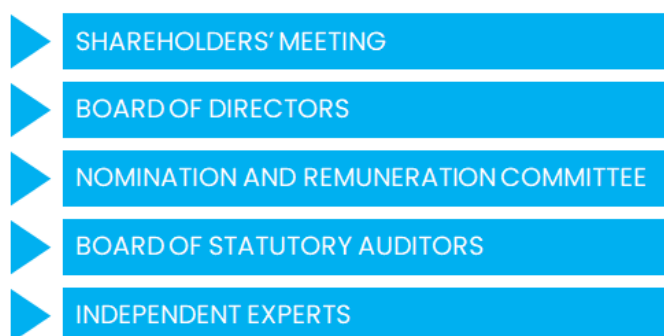 SHAREHOLDERS' MEETING
BOARD OF DIRECTORS
NOMINATION AND REMUNERATION COMMITTEE
BOARD OF STATUTORY AUDITORS
INDEPENDENT EXPERTS